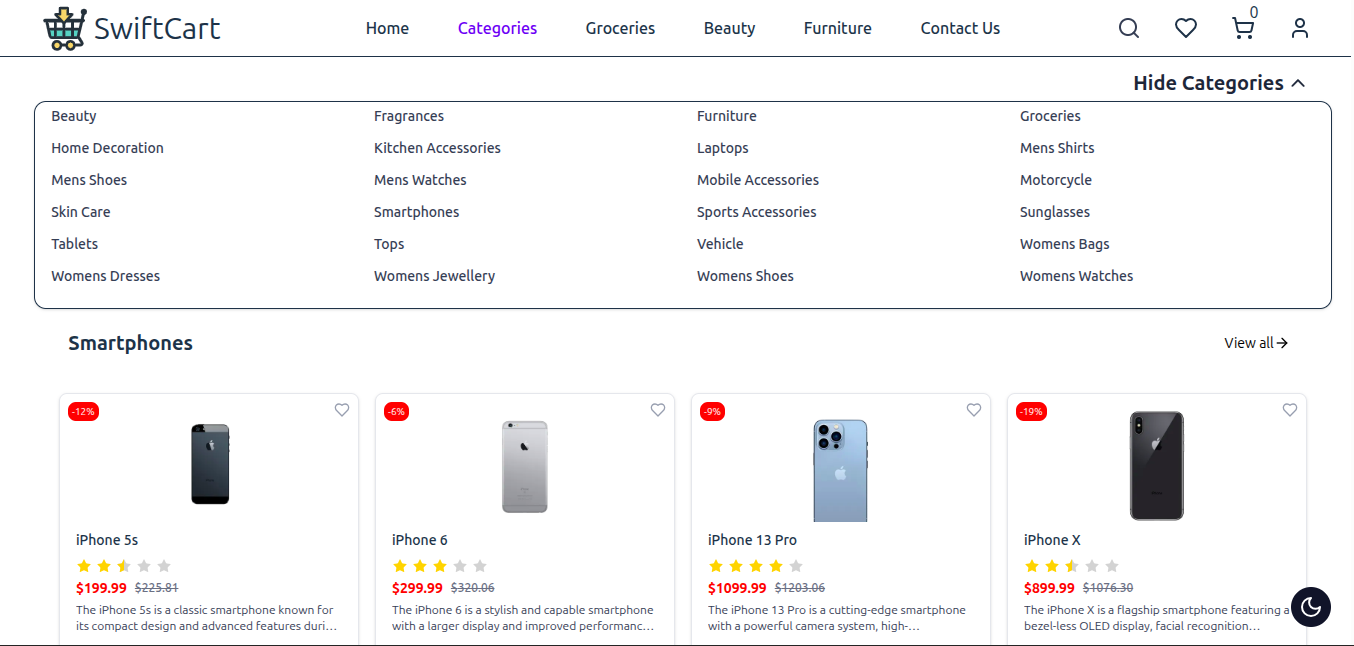 SwiftCart
Home
Categories
Groceries
Beauty
Furniture
Contact Us
0
Hide Categories
Beauty
Fragrances
Furniture
Groceries
Home Decoration
Kitchen Accessories
Laptops
Mens Shirts
Mens Shoes
Mens Watches
Mobile Accessories
Motorcycle
Skin Care
Smartphones
Sports Accessories
Sunglasses
Tablets
Tops
Vehicle
Womens Bags
Womens Dresses
Womens Jewellery
Womens Shoes
Womens Watches
Smartphones
View all
-12%
iPhone 5s
$199.99 $225.81
The iPhone 5s is a classic smartphone known for
its compact design and advanced features duri...
-6%
iPhone 6
$299.99 $320.06
The iPhone 6 is a stylish and capable smartphone
with a larger display and improved performanc...
-9%
iPhone 13 Pro
$1099.99 $1203.06
The iPhone 13 Pro is a cutting-edge smartphone
with a powerful camera system, high-...
-19%
iPhone X
$899.99 $1076.30
The iPhone X is a flagship smartphone featuring a
bezel-less OLED display, facial recognition...